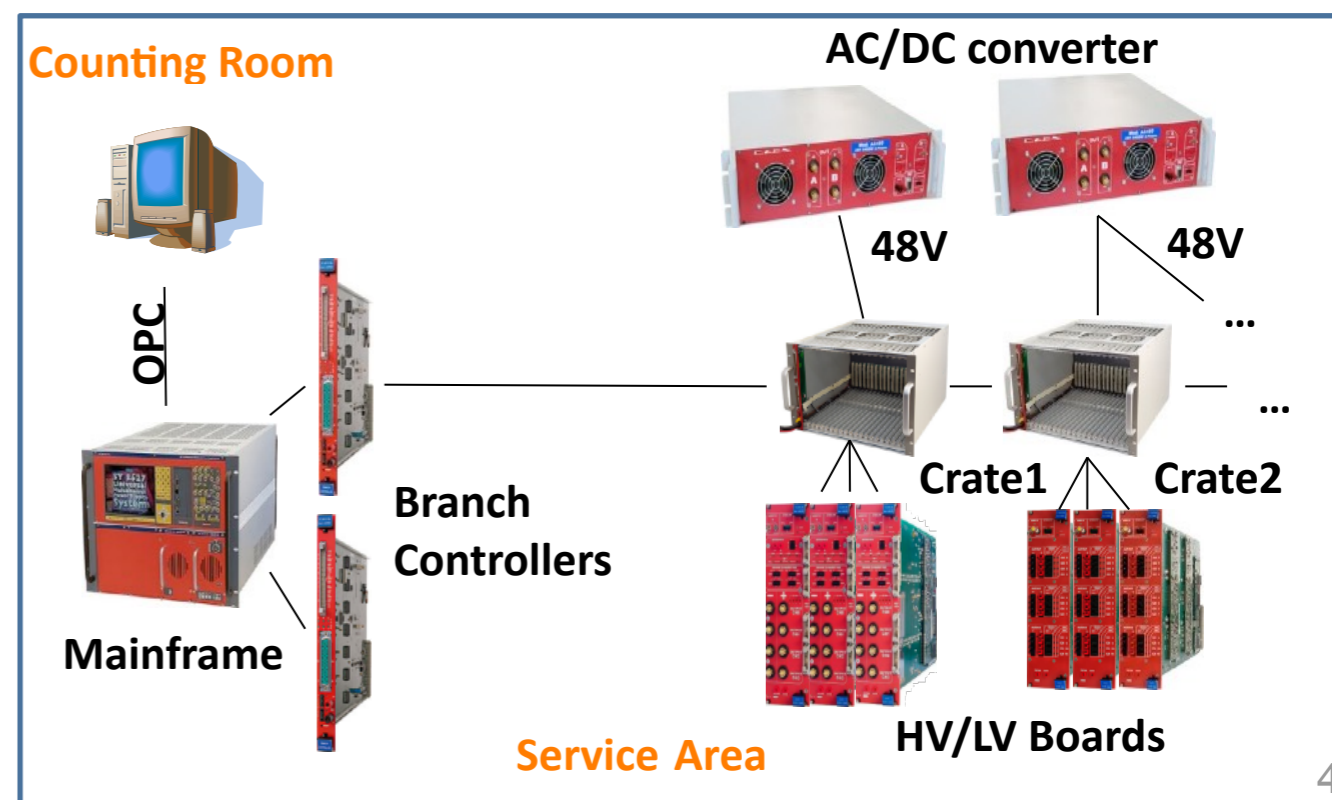 Counting Room
AC/DC converter
48V
48V
OPC
A
B
A
B
...
...
Crate1
Crate2
Branch
Controllers
Mainframe
HV/LV Boards
Service Area
4